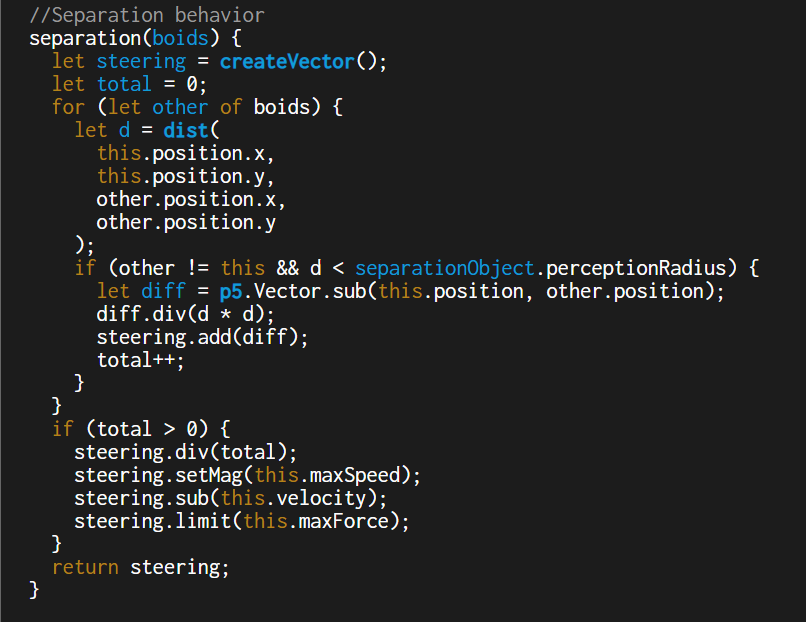 //Separation behavior
separation(boids) {
  let steering = createVector();
  let total = 0;
  for (let other of boids) {
    let d = dist(
      this.position.x,
      this.position.y,
      other.position.x,
      other.position.y
    );
    if (other != this && d < separationObject.perceptionRadius) {
      let diff = p5.Vector.sub(this.position, other.position);
      diff.div(d * d);
      steering.add(diff);
      total++;
    }
  }
  if (total > 0) {
    steering.div(total);
    steering.setMag(this.maxSpeed);
    steering.sub(this.velocity);
    steering.limit(this.maxForce);
  }
  return steering;
}